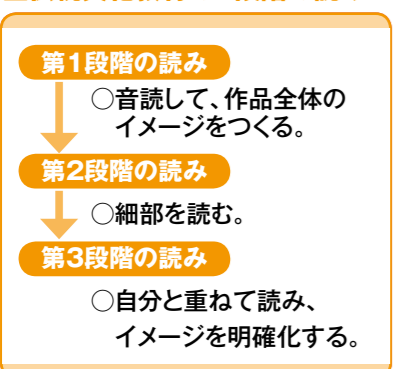 第1段階の読み
○音読して、作品全体の
イメージをつくる。
第2段階の読み
○細部を読む。
第3段階の読み
○自分と重ねて読み、
イメージを明確化する。